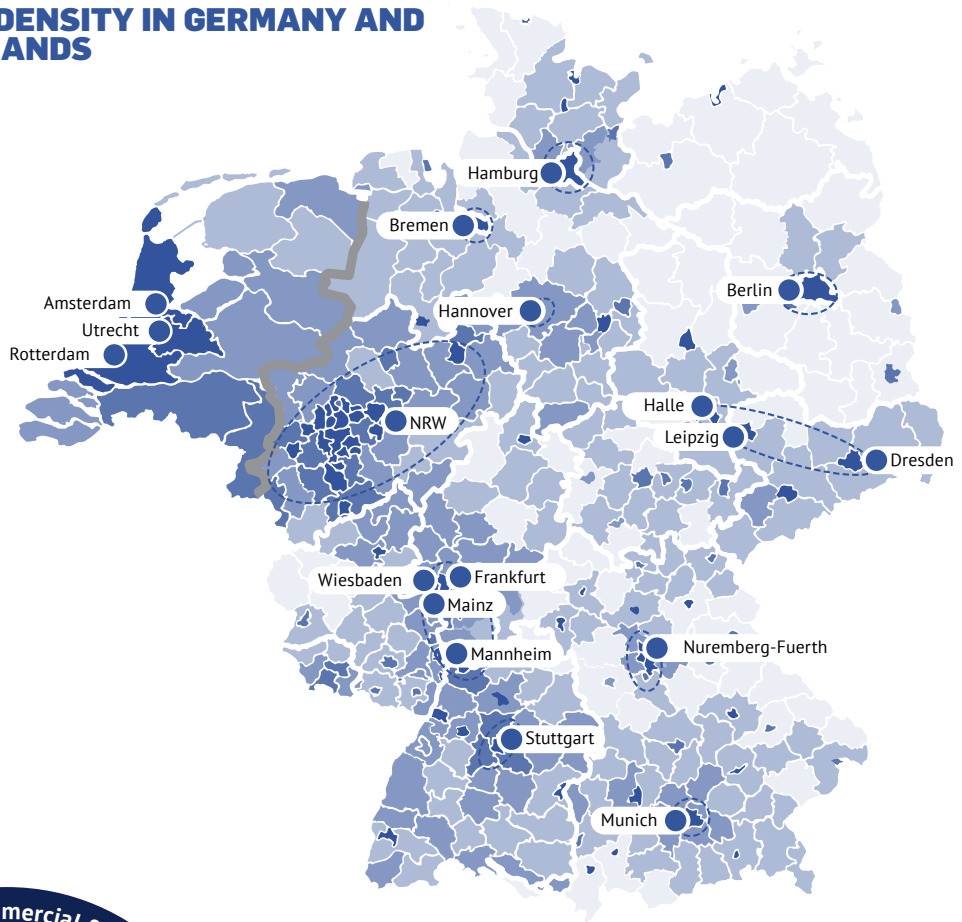 DENSITY IN GERMANY AND
ANDS
Hamburg
Bremen
Berlin
Amsterdam
Hannover
Utrecht
Rotterdam
Halle
NRW
Leipzig
Dresden
Wiesbaden
Frankfurt
Mainz
Nuremberg-Fuerth
Mannheim
Stuttgart
Munich
mercial